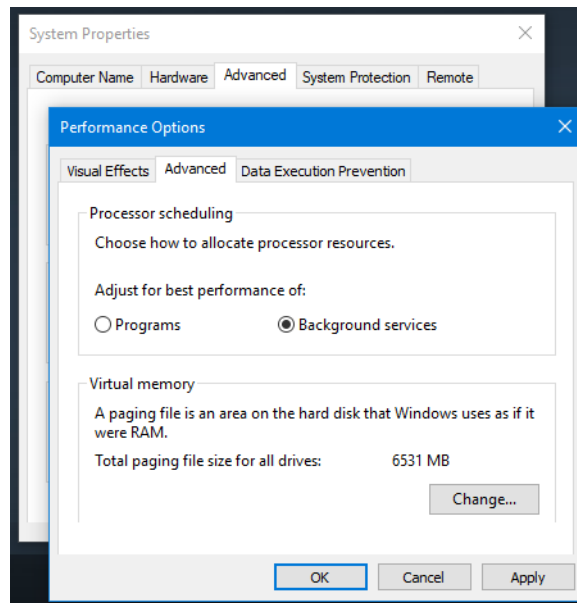 System Properties
Computer Name Hardware Advanced System Protection Remote
Performance Options
Visual Effects Advanced Data Execution Prevention
Processor scheduling
Choose how to allocate processor resources.
Adjust for best performance of:
Programs Background services
Virtual memory
A paging file is an area on the hard disk that Windows uses as if it
were RAM.
Total paging file size for all drives: 6531 MB
Change...
OK Cancel Apply